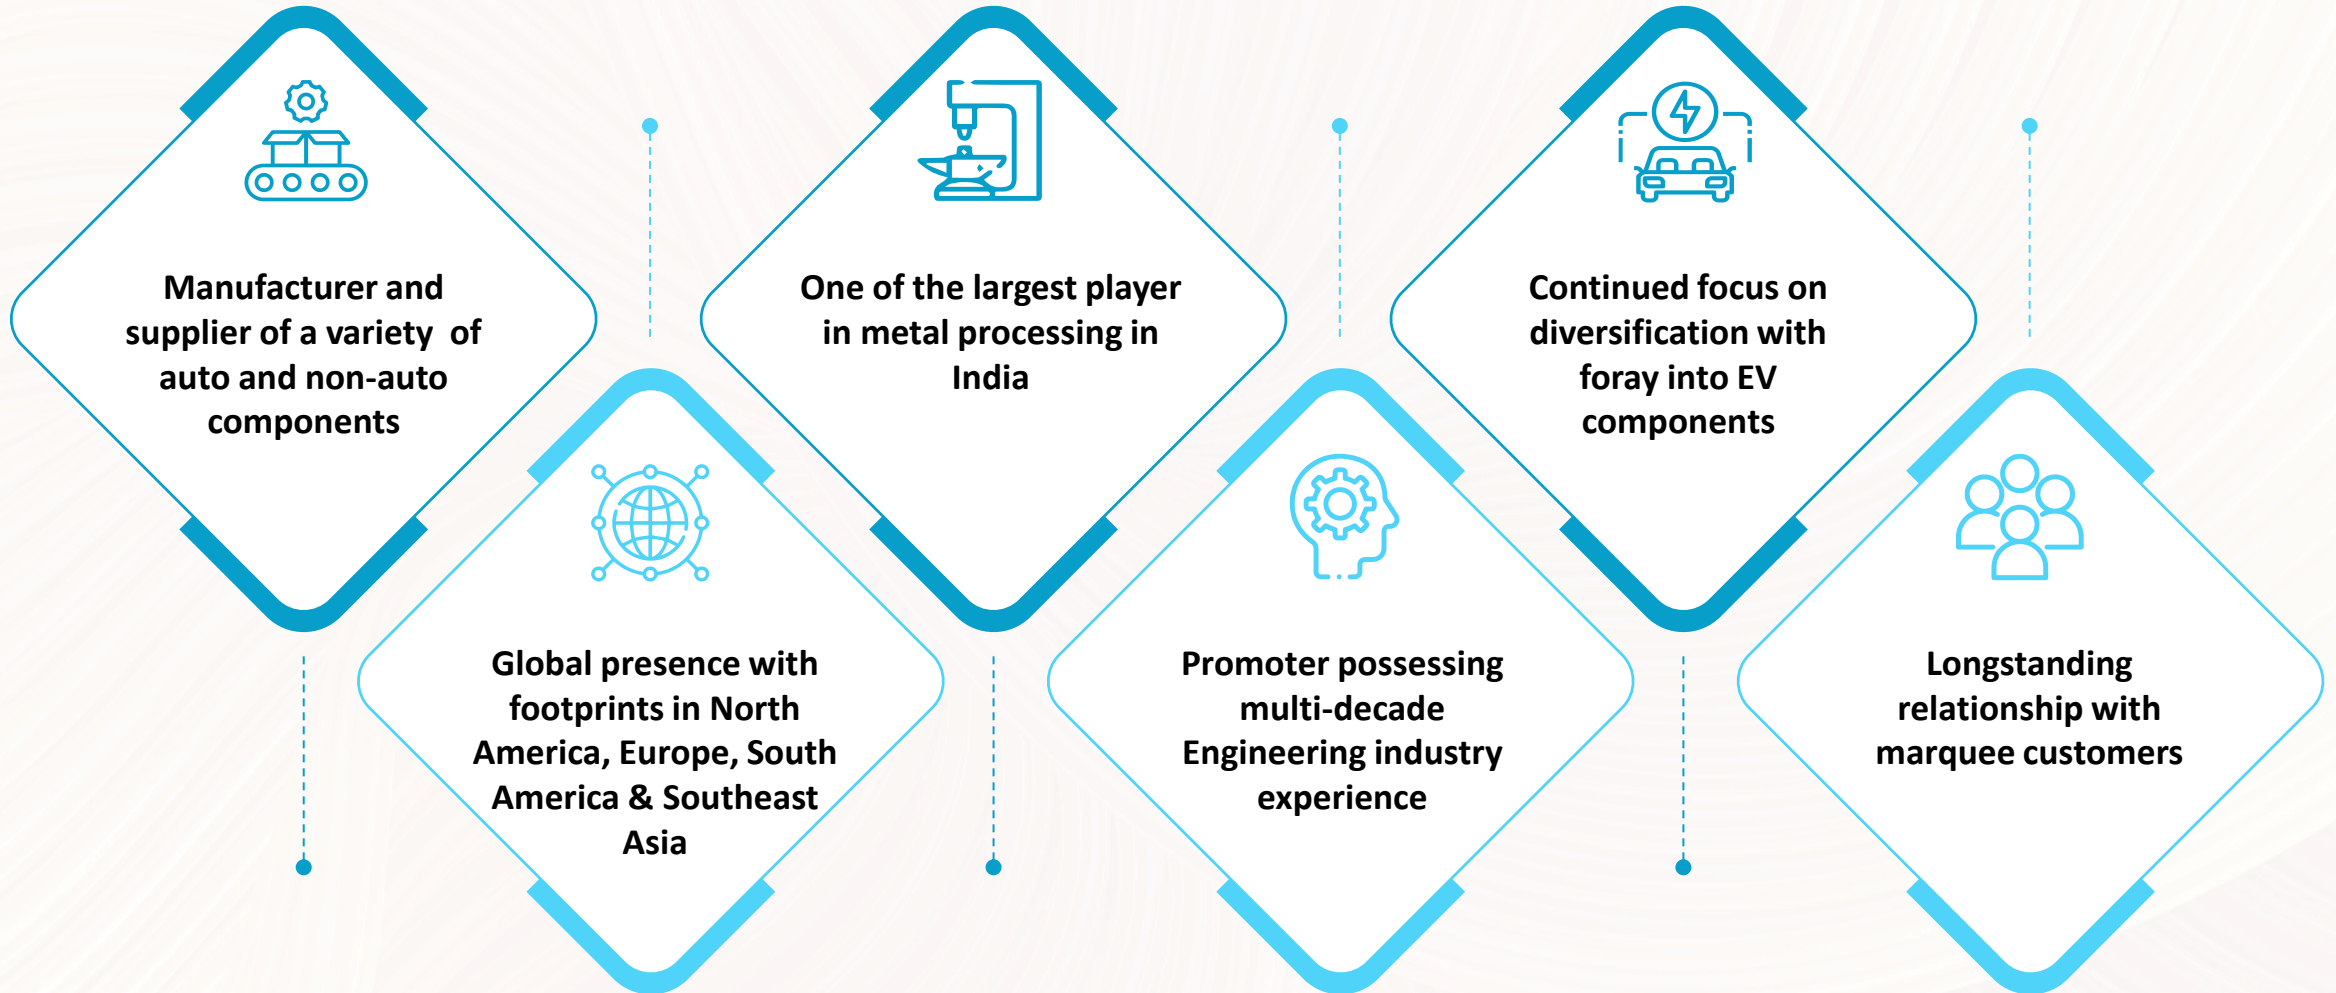 Manufacturer and
supplier of a variety  of
auto and non-auto
components
Global presence with
footprints in North
America, Europe, South
America & Southeast
Asia
One of the largest player
in metal processing in
India
Promoter possessing
multi-decade
Engineering industry
experience
Continued focus on
diversification with
foray into EV
components
Longstanding
relationship with
marquee customers